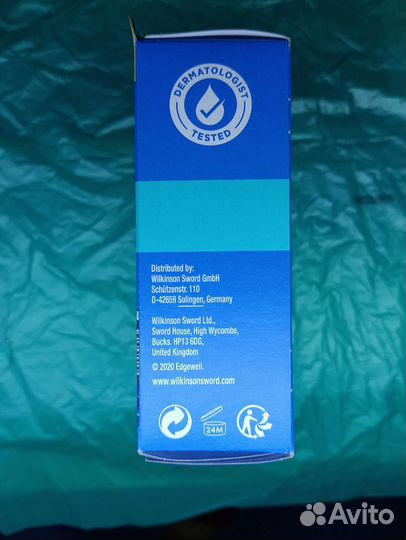 DERMATOLOGIST
TESTED
Distributed by:
Wilkinson Sword GmbH
Schützenstr. 110
D-42659 Solingen, Germany
Wilkinson Sword Ltd.,
Sword House, High Wycombe,
Bucks. HP13 6DG,
United Kingdom
© 2020 Edgewell.
www.wilkinsonsword.com
24M
Avito